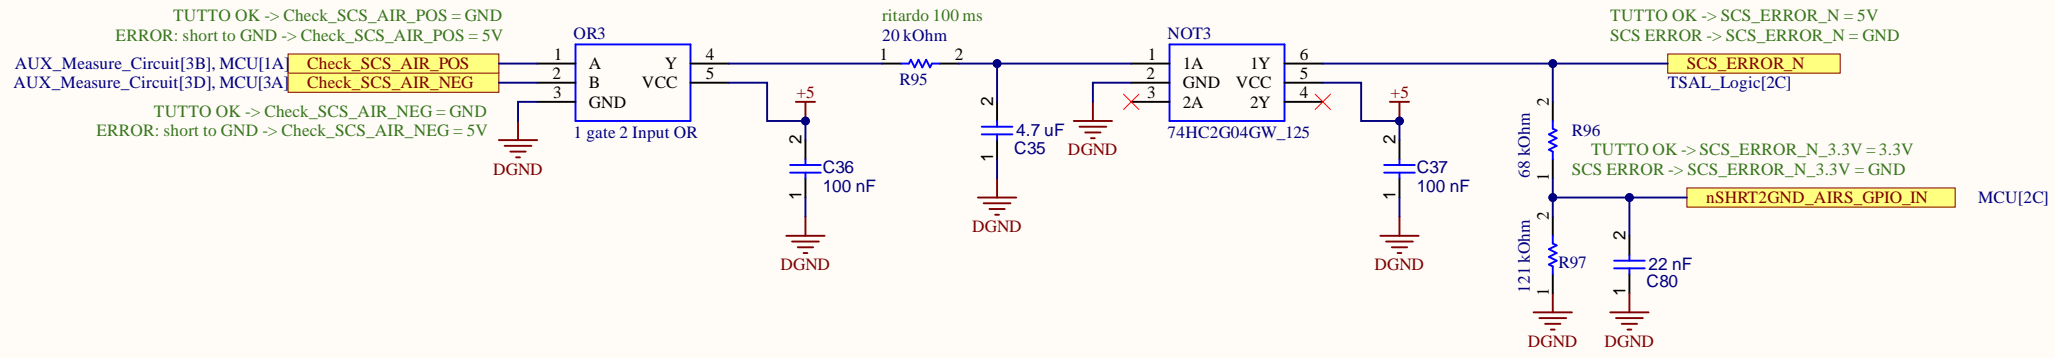 TUTTO OK -> Check_SCS_AIR_POS = GND
ERROR: short to GND -> Check_SCS_AIR_POS = 5V
AUX_Measure_Circuit[3B], MCU[1A]
Check_SCS_AIR_POS
AUX_Measure_Circuit[3D], MCU[3A]
Check_SCS_AIR_NEG
TUTTO OK -> Check_SCS_AIR_NEG = GND
ERROR: short to GND -> Check_SCS_AIR_NEG = 5V
DGND
OR3
1 A Y 4
2 B VCC 5
3 GND
1 gate 2 Input OR
+5
2
1
C36
100 nF
DGND
ritardo 100 ms
20 kOhm
1 2
R95
2
1
4.7 uF
C35
DGND
NOT3
1 1A 1Y 6
2 GND VCC 5
3 2A 2Y 4
74HC2G04GW_125
DGND
+5
2
1
C37
100 nF
DGND
TUTTO OK -> SCS_ERROR_N = 5V
SCS ERROR -> SCS_ERROR_N = GND
SCS_ERROR_N
TSAL_Logic[2C]
2
1
68 kOhm
R96
TUTTO OK -> SCS_ERROR_N_3.3V = 3.3V
SCS ERROR -> SCS_ERROR_N_3.3V = GND
nSHRT2GND_AIRS_GPIO_IN
MCU[2C]
2
1
121 kOhm
R97
DGND
2
1
22 nF
C80
DGND